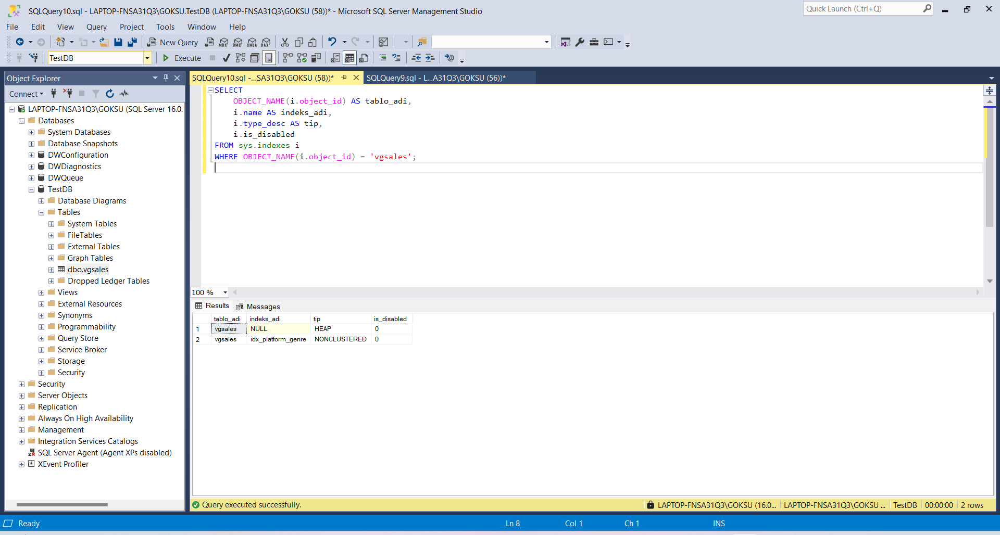 SQLQuery10.sql - LAPTOP-FNSA31Q3\GOKSU.TestDB (LAPTOP-FNSA31Q3\GOKSU (58))* - Microsoft SQL Server Management Studio
Quick Launch (Ctrl+Q)
File Edit View Query Project Tools Window Help
New Query MDX DMX XMLA DAX
TestDB Execute
Object Explorer
Connect
LAPTOP-FNSA31Q3\GOKSU (SQL Server 16.0.
Databases
System Databases
Database Snapshots
DWConfiguration
DWDiagnostics
DWQueue
TestDB
Database Diagrams
Tables
System Tables
FileTables
External Tables
Graph Tables
dbo.vgsales
Dropped Ledger Tables
Views
External Resources
Synonyms
Programmability
Query Store
Service Broker
Storage
Security
Security
Server Objects
Replication
Always On High Availability
Management
Integration Services Catalogs
SQL Server Agent (Agent XPs disabled)
XEvent Profiler
SQLQuery10.sql -...SA31Q3\GOKSU (58))* SQLQuery9.sql - L...A31Q3\GOKSU (56))*
SELECT
OBJECT_NAME(i.object_id) AS tablo_adi,
i.name AS indeks_adi,
i.type_desc AS tip,
i.is_disabled
FROM sys.indexes i
WHERE OBJECT_NAME(i.object_id) = 'vgsales';
100 %
Results Messages
tablo_adi indeks_adi tip is_disabled
1 vgsales NULL HEAP 0
2 vgsales idx_platform_genre NONCLUSTERED 0
Query executed successfully. LAPTOP-FNSA31Q3\GOKSU (16.0... LAPTOP-FNSA31Q3\GOKSU ... TestDB 00:00:00 2 rows
Ready Ln 8 Col 1 Ch 1 INS